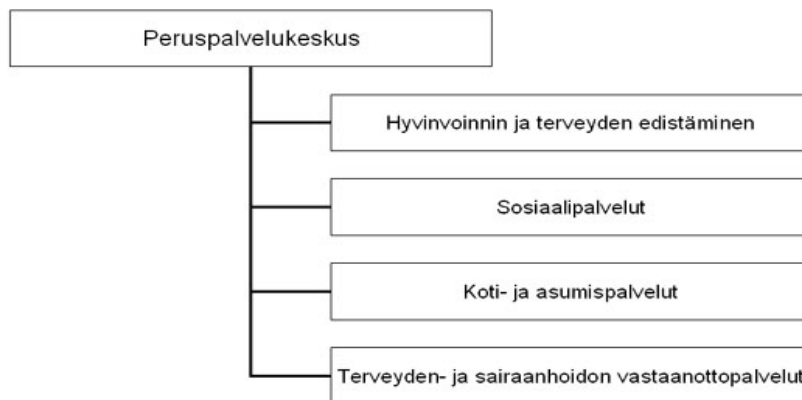 Peruspalvelukeskus
Hyvinvoinnin ja terveyden edistäminen
Sosiaalipalvelut
Koti- ja asumispalvelut
Terveyden- ja sairaanhoidon vastaanottopalvelut